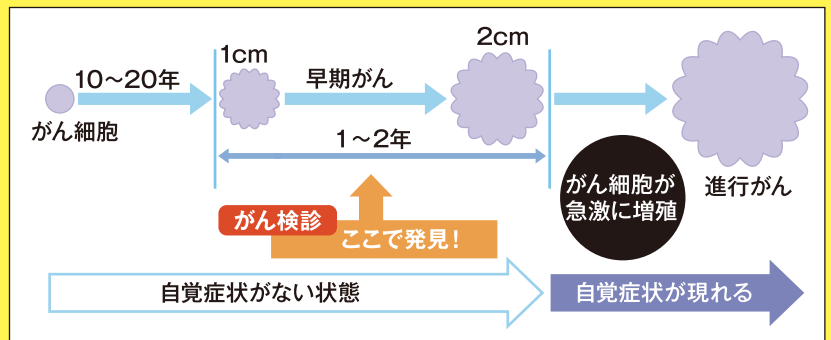 10〜20年
がん細胞
1cm
早期がん
2cm
1〜2年
がん検診
ここで発見！
がん細胞が
急激に増殖
進行がん
自覚症状がない状態
自覚症状が現れる